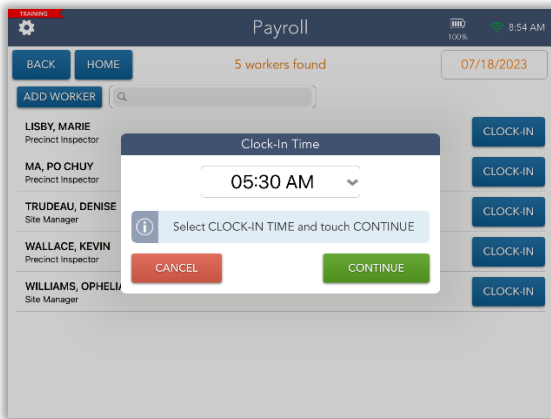 TRAINING
Payroll
100%
8:54 AM
BACK
HOME
5 workers found
07/18/2023
ADD WORKER
LISBY, MARIE
Precinct Inspector
CLOCK-IN
Clock-In Time
MA, PO CHUY
Precinct Inspector
CLOCK-IN
05:30 AM
TRUDEAU, DENISE
Site Manager
CLOCK-IN
Select CLOCK-IN TIME and touch CONTINUE
WALLACE, KEVIN
Precinct Inspector
CLOCK-IN
CANCEL
CONTINUE
WILLIAMS, OPHELIA
Site Manager
CLOCK-IN